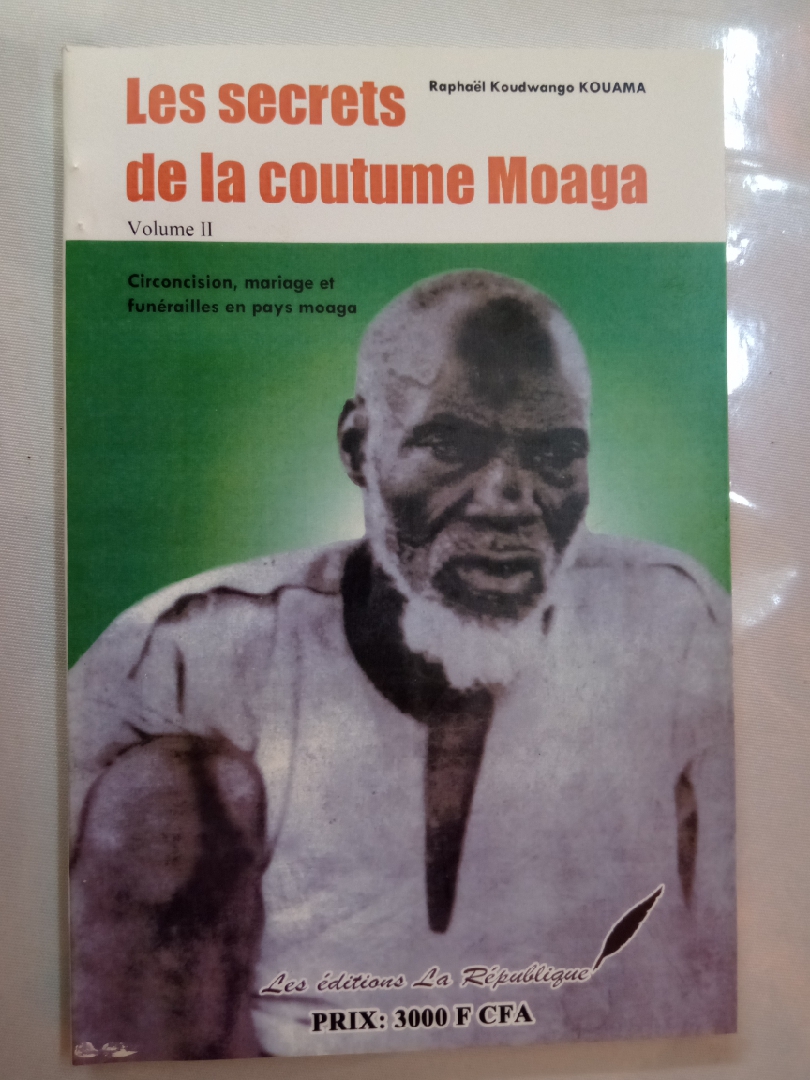 Raphaël Koudwango KOUAMA
Les secrets
de la coutume Moaga
Volume II
Circoncision, mariage et
funérailles en pays moaga
Les éditions La République
PRIX: 3000 F CFA